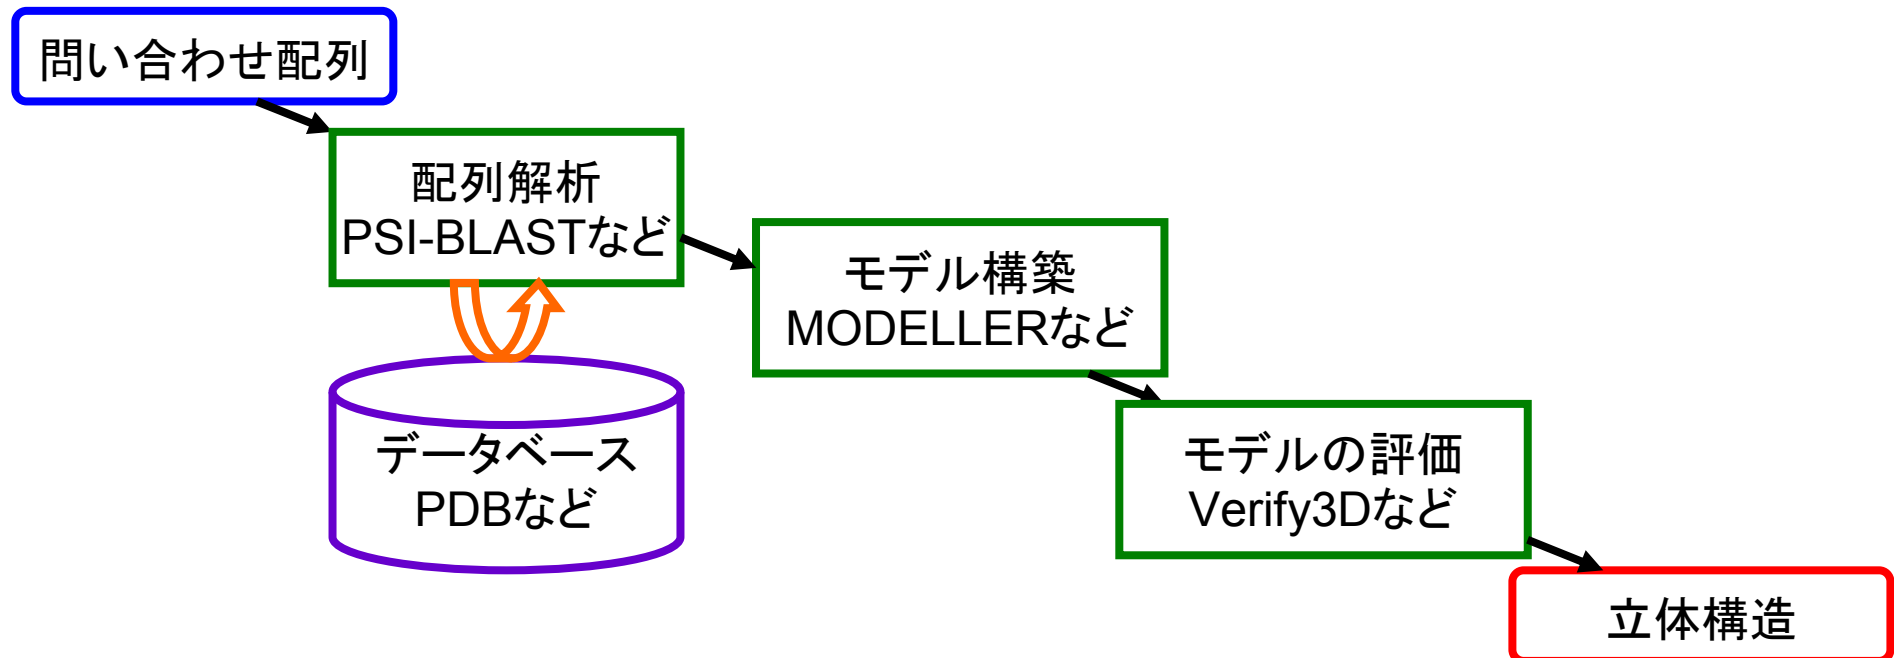 問い合わせ配列
配列解析
PSI-BLASTなど
モデル構築
MODELLERなど
データベース
PDBなど
モデルの評価
Verify3Dなど
立体構造